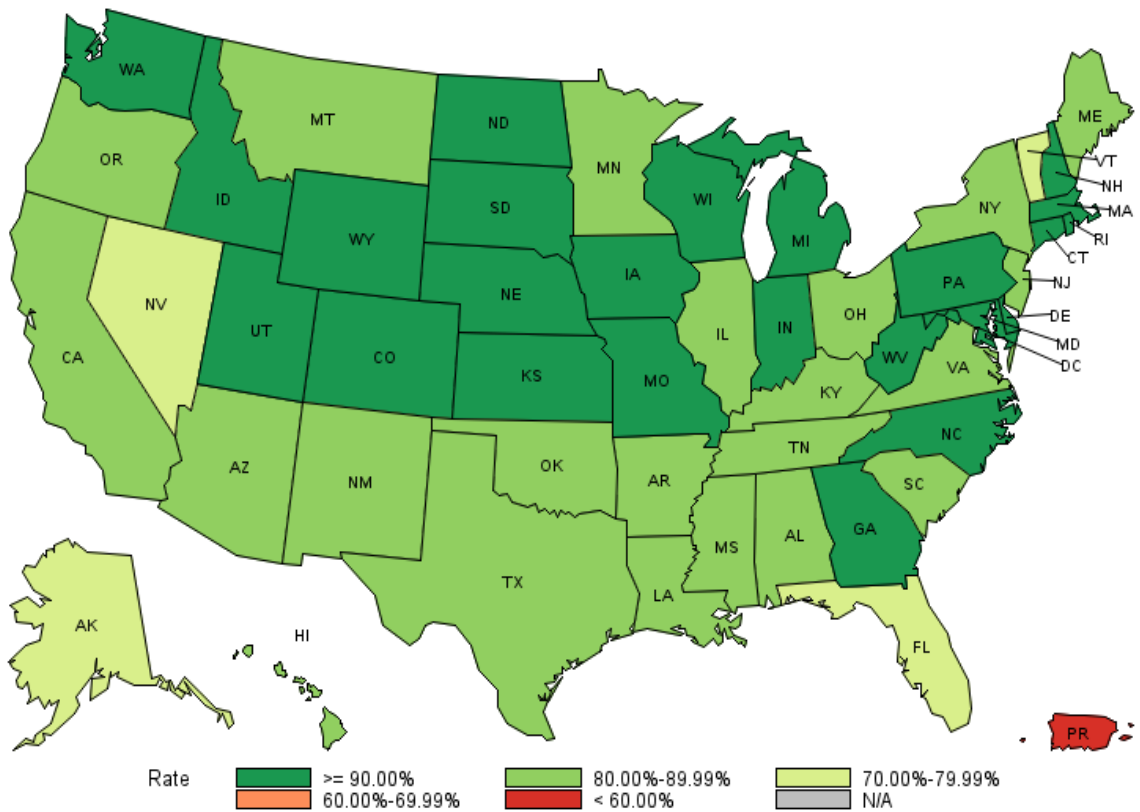 WA
MT
ND
ME
OR
MN
VT
ID
SD
WI
NH
NY
MA
WY
MI
RI
CT
IA
PA
NE
NJ
NV
UT
OH
DE
IL
IN
CO
MD
CA
KS
WV
DC
MO
VA
KY
NC
TN
AZ
OK
NM
AR
SC
GA
MS
AL
TX
LA
AK
HI
FL
PR
Rate >= 90.00% 80.00%-89.99% 70.00%-79.99%
60.00%-69.99% < 60.00% N/A